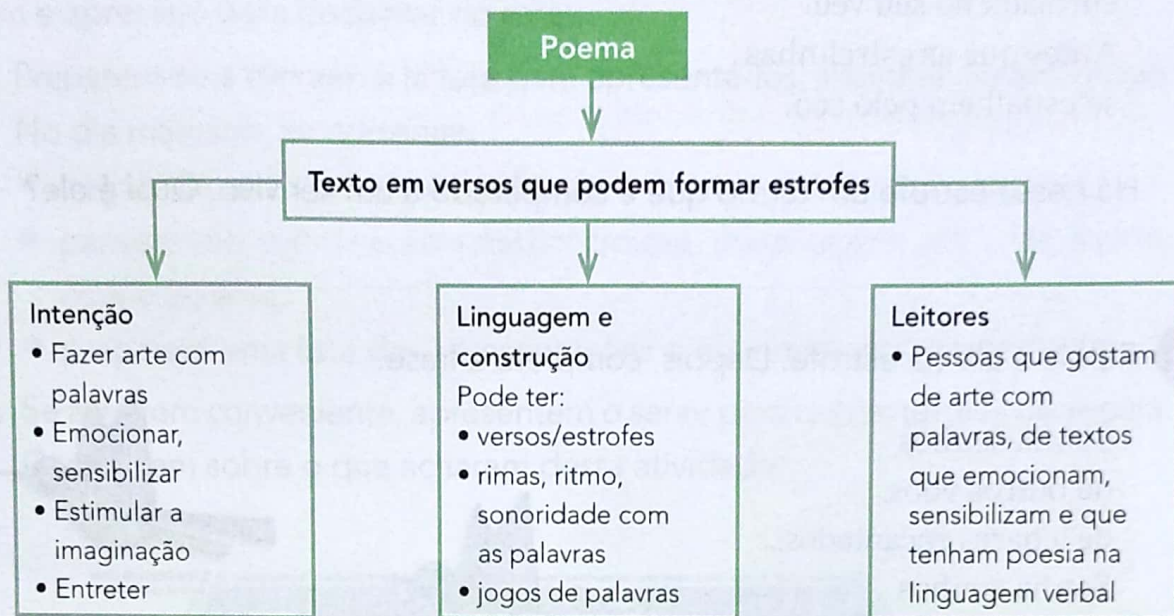 Poema
Texto em versos que podem formar estrofes
Intenção
• Fazer arte com
palavras
• Emocionar,
sensibilizar
• Estimular a
imaginação
• Entreter
Linguagem e
construção
Pode ter:
• versos/estrofes
• rimas, ritmo,
sonoridade com
as palavras
• jogos de palavras
Leitores
• Pessoas que gostam
de arte com
palavras, de textos
que emocionam,
sensibilizam e que
tenham poesia na
linguagem verbal